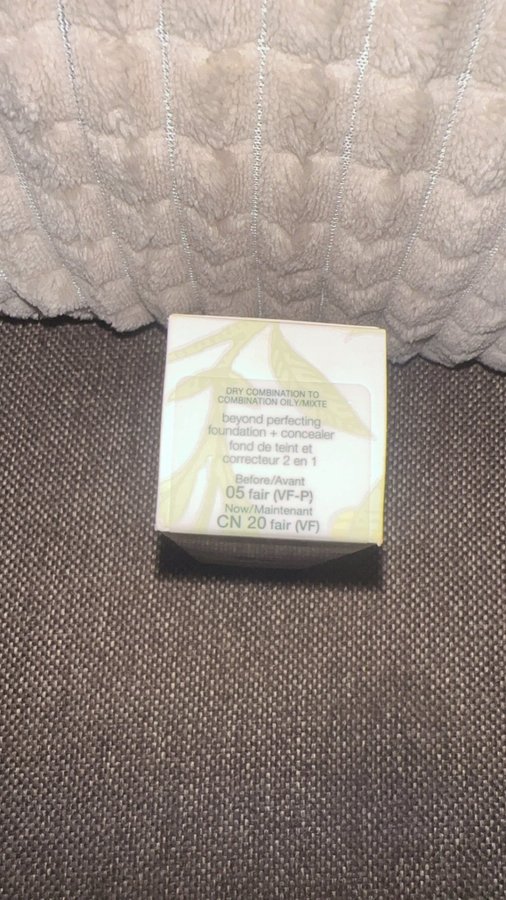 DRY COMBINATION TO
COMBINATION OILY/MIXTE
beyond perfecting
foundation + concealer
fond de teint et
correcteur 2 en 1
Before/Avant
05 fair (VF-P)
Now/Maintenant
CN 20 fair (VF)